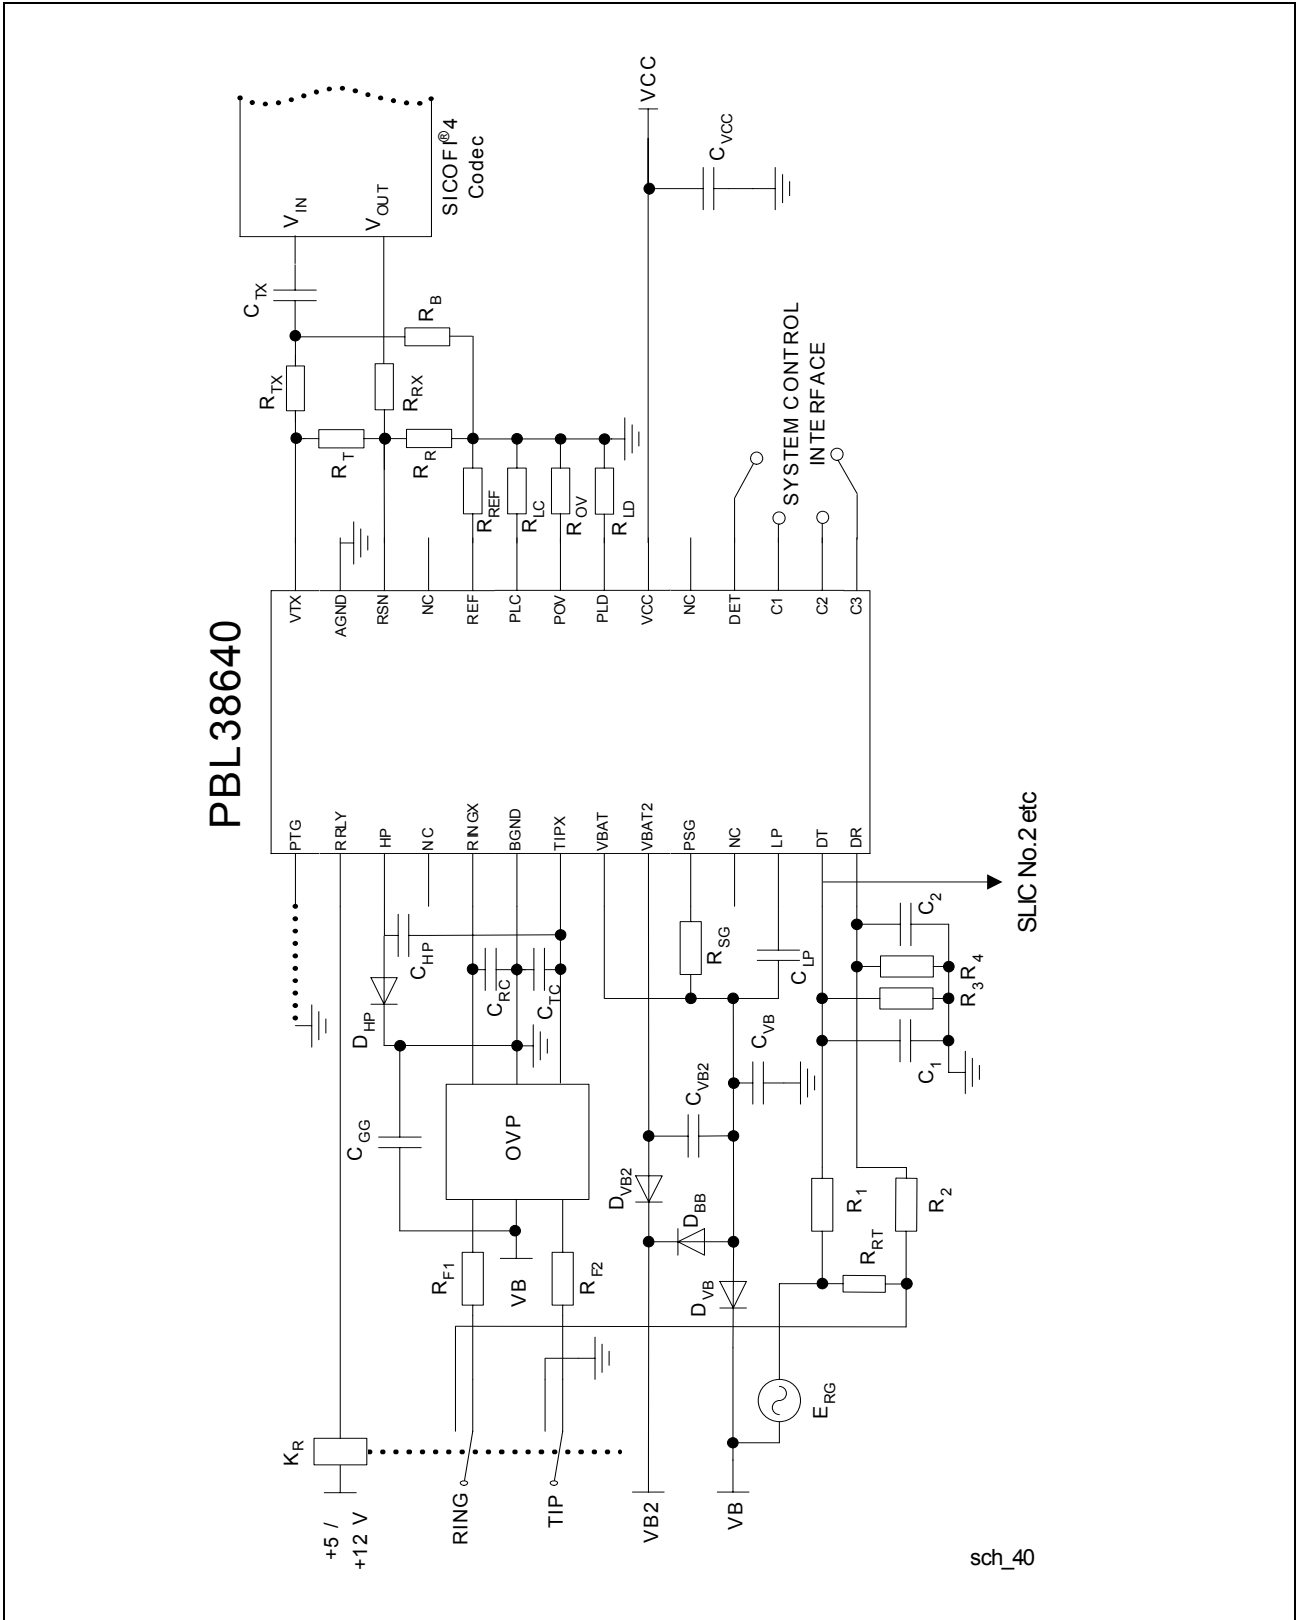 PBL38640
SICOFI®4
Codec
VIN
VOUT
CTX
RTX
RB
RT
RRX
RR
RREF
RLC
ROV
RLD
VCC
CVCC
SYSTEM CONTROL
INTERFACE
VTX
AGND
RSN
NC
REF
PLC
POV
PLD
VCC
NC
DET
C1
C2
C3
PTG
RRLY
HP
NC
RINGX
BGND
TIPX
VBAT
VBAT2
PSG
NC
LP
DT
DR
CHP
DHP
CRC
CTC
CGG
OVP
RF1
VB
RF2
RSG
CLP
CVB
CVB2
DVB2
DBB
DVB
C2
R3
R4
C1
R1
R2
RRT
ERG
SLIC No.2 etc
KR
+5 /
+12 V
RING
TIP
VB2
VB
sch_40